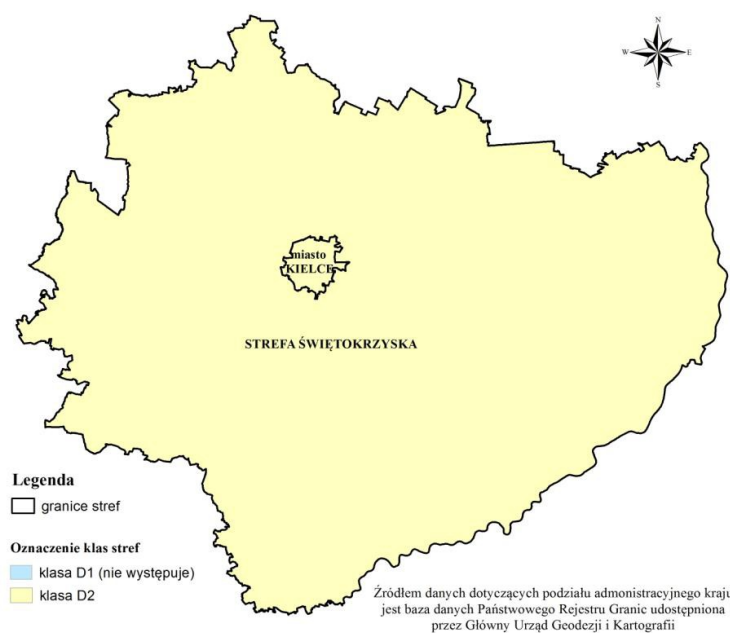 N
W E
S
miasto
KIELCE
STREFA ŚWIĘTOKRZYSKA
Legenda
granice stref
Oznaczenie klas stref
klasa D1 (nie występuje)
klasa D2
Źródłem danych dotyczących podziału admonistracyjnego kraju
jest baza danych Państwowego Rejestru Granic udostępniona
przez Główny Urząd Geodezji i Kartografii